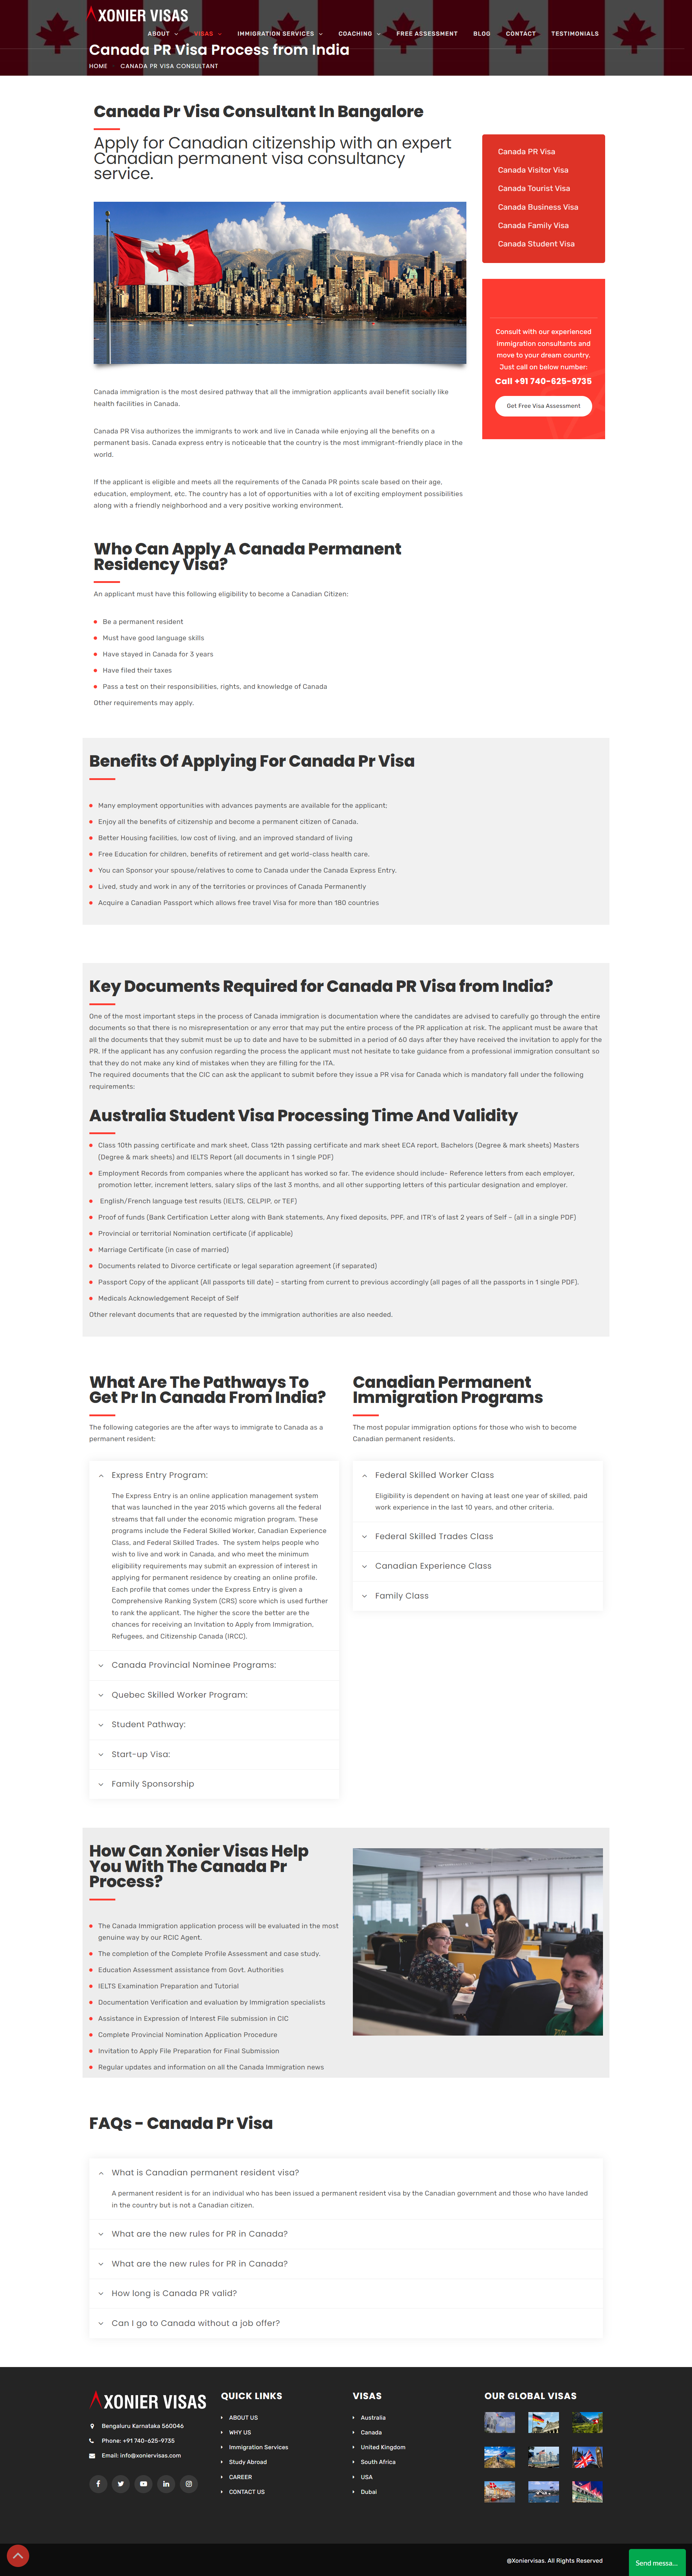 XONIER VISAS
ABOUT
VISAS
IMMIGRATION SERVICES
COACHING
FREE ASSESSMENT
BLOG
CONTACT
TESTIMONIALS
Canada PR Visa Process from India
HOME
CANADA PR VISA CONSULTANT
Canada Pr Visa Consultant In Bangalore
Apply for Canadian citizenship with an expert
Canadian permanent visa consultancy
service.
Canada PR Visa
Canada Visitor Visa
Canada Tourist Visa
Canada Business Visa
Canada Family Visa
Canada Student Visa
Consult with our experienced
immigration consultants and
move to your dream country.
Just call on below number:
Call +91 740-625-9735
Get Free Visa Assessment
Canada immigration is the most desired pathway that all the immigration applicants avail benefit socially like
health facilities in Canada.
Canada PR Visa authorizes the immigrants to work and live in Canada while enjoying all the benefits on a
permanent basis. Canada express entry is noticeable that the country is the most immigrant-friendly place in the
world.
If the applicant is eligible and meets all the requirements of the Canada PR points scale based on their age,
education, employment, etc. The country has a lot of opportunities with a lot of exciting employment possibilities
along with a friendly neighborhood and a very positive working environment.
Who Can Apply A Canada Permanent
Residency Visa?
An applicant must have this following eligibility to become a Canadian Citizen:
Be a permanent resident
Must have good language skills
Have stayed in Canada for 3 years
Have filed their taxes
Pass a test on their responsibilities, rights, and knowledge of Canada
Other requirements may apply.
Benefits Of Applying For Canada Pr Visa
Many employment opportunities with advances payments are available for the applicant;
Enjoy all the benefits of citizenship and become a permanent citizen of Canada.
Better Housing facilities, low cost of living, and an improved standard of living
Free Education for children, benefits of retirement and get world-class health care.
You can Sponsor your spouse/relatives to come to Canada under the Canada Express Entry.
Lived, study and work in any of the territories or provinces of Canada Permanently
Acquire a Canadian Passport which allows free travel Visa for more than 180 countries
Key Documents Required for Canada PR Visa from India?
One of the most important steps in the process of Canada immigration is documentation where the candidates are advised to carefully go through the entire
documents so that there is no misrepresentation or any error that may put the entire process of the PR application at risk. The applicant must be aware that
all the documents that they submit must be up to date and have to be submitted in a period of 60 days after they have received the invitation to apply for the
PR. If the applicant has any confusion regarding the process the applicant must not hesitate to take guidance from a professional immigration consultant so
that they do not make any kind of mistakes when they are filling for the ITA.
The required documents that the CIC can ask the applicant to submit before they issue a PR visa for Canada which is mandatory fall under the following
requirements;
Australia Student Visa Processing Time And Validity
Class 10th passing certificate and mark sheet, Class 12th passing certificate and mark sheet ECA report, Bachelors (Degree & mark sheets) Masters
(Degree & mark sheets) and IELTS Report (all documents in 1 single PDF)
Employment Records from companies where the applicant has worked so far. The evidence should include- Reference letters from each employer,
promotion letter, increment letters, salary slips of the last 3 months, and all other supporting letters of this particular designation and employer.
English/French language test results (IELTS, CELPIP, or TEF)
Proof of funds (Bank Certification Letter along with Bank statements, Any fixed deposits, PPF, and ITR's of last 2 years of Self – (all in a single PDF)
Provincial or territorial Nomination certificate (if applicable)
Marriage Certificate (in case of married)
Documents related to Divorce certificate or legal separation agreement (if separated)
Passport Copy of the applicant (All passports till date) – starting from current to previous accordingly (all pages of all the passports in 1 single PDF).
Medicals Acknowledgement Receipt of Self
Other relevant documents that are requested by the immigration authorities are also needed.
What Are The Pathways To
Get Pr In Canada From India?
The following categories are the after ways to immigrate to Canada as a
permanent resident:
Express Entry Program:
The Express Entry is an online application management system
that was launched in the year 2015 which governs all the federal
streams that fall under the economic migration program. These
programs include the Federal Skilled Worker, Canadian Experience
Class, and Federal Skilled Trades. The system helps people who
wish to live and work in Canada, and who meet the minimum
eligibility requirements may submit an expression of interest in
applying for permanent residence by creating an online profile.
Each profile that comes under the Express Entry is given a
Comprehensive Ranking System (CRS) score which is used further
to rank the applicant. The higher the score the better are the
chances for receiving an Invitation to Apply from Immigration,
Refugees, and Citizenship Canada (IRCC).
Canada Provincial Nominee Programs:
Quebec Skilled Worker Program:
Student Pathway:
Start-up Visa:
Family Sponsorship
Canadian Permanent
Immigration Programs
The most popular immigration options for those who wish to become
Canadian permanent residents.
Federal Skilled Worker Class
Eligibility is dependent on having at least one year of skilled, paid
work experience in the last 10 years, and other criteria.
Federal Skilled Trades Class
Canadian Experience Class
Family Class
How Can Xonier Visas Help
You With The Canada Pr
Process?
The Canada Immigration application process will be evaluated in the most
genuine way by our RCIC Agent.
The completion of the Complete Profile Assessment and case study.
Education Assessment assistance from Govt. Authorities
IELTS Examination Preparation and Tutorial
Documentation Verification and evaluation by Immigration specialists
Assistance in Expression of Interest File submission in CIC
Complete Provincial Nomination Application Procedure
Invitation to Apply File Preparation for Final Submission
Regular updates and information on all the Canada Immigration news
FAQs - Canada Pr Visa
What is Canadian permanent resident visa?
A permanent resident is for an individual who has been issued a permanent resident visa by the Canadian government and those who have landed
in the country but is not a Canadian citizen.
What are the new rules for PR in Canada?
What are the new rules for PR in Canada?
How long is Canada PR valid?
Can I go to Canada without a job offer?
XONIER VISAS
Bengaluru Karnataka 560046
Phone: +91 740-625-9735
Email: info@xoniervisas.com
QUICK LINKS
ABOUT US
WHY US
Immigration Services
Study Abroad
CAREER
CONTACT US
VISAS
Australia
Canada
United Kingdom
South Africa
USA
Dubai
OUR GLOBAL VISAS
@Xoniervisas. All Rights Reserved
Send messa...